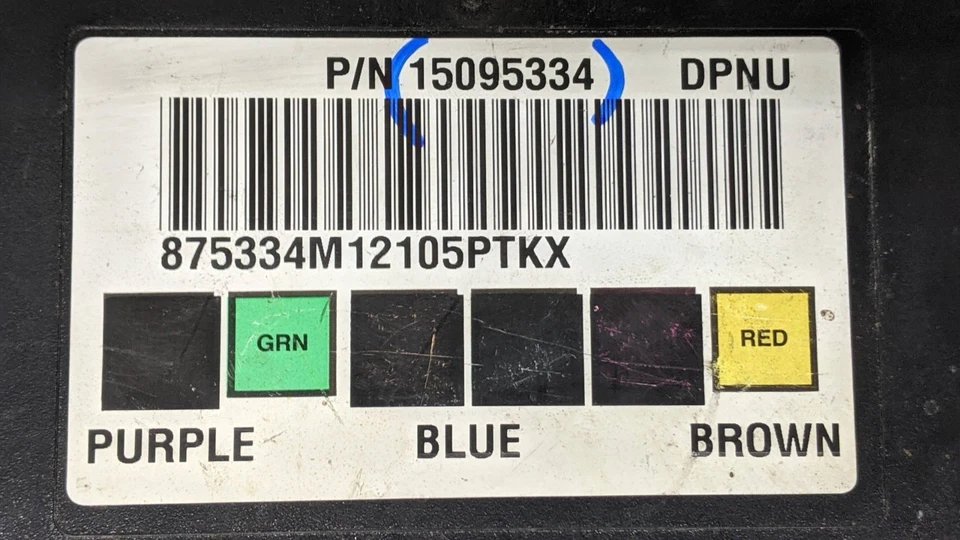 P/N 15095334 DPNU
875334M12105PTKX
GRN RED
PURPLE BLUE BROWN